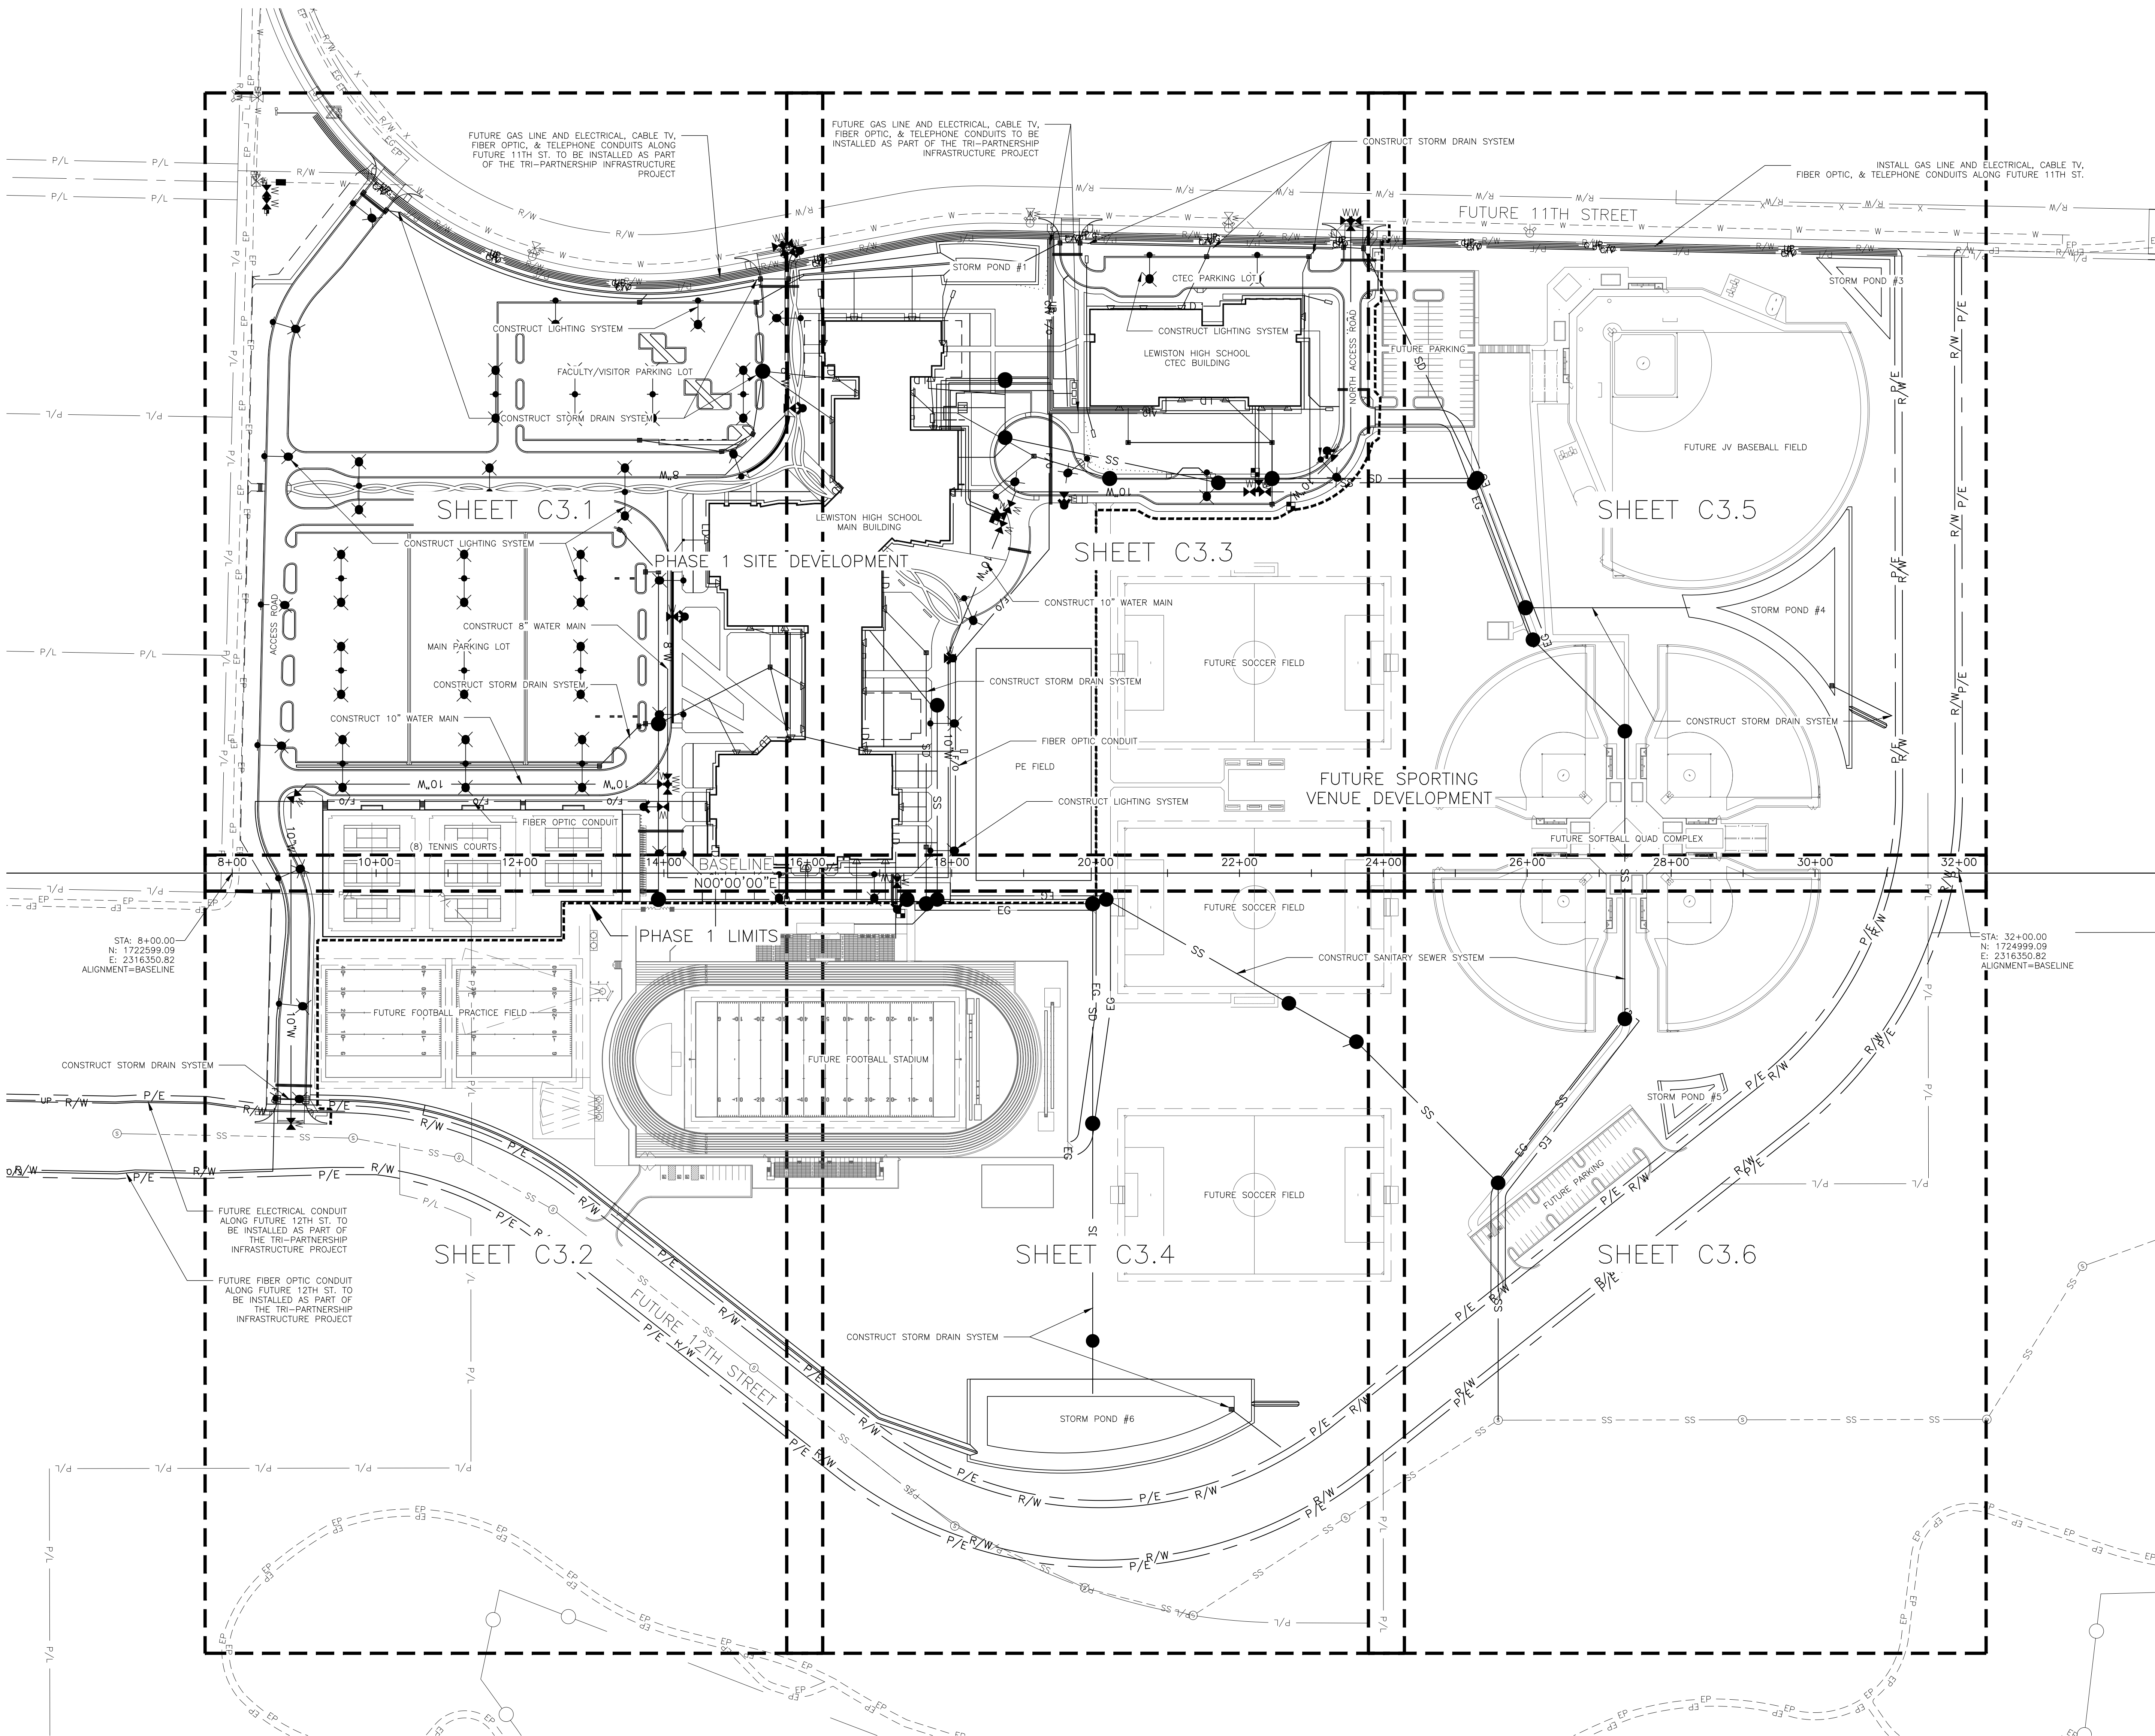 FUTURE GAS LINE AND ELECTRICAL, CABLE TV,
FIBER OPTIC, & TELEPHONE CONDUITS ALONG
FUTURE 11TH ST. TO BE INSTALLED AS PART
OF THE TRI-PARTNERSHIP INFRASTRUCTURE
PROJECT
FUTURE GAS LINE AND ELECTRICAL, CABLE TV,
FIBER OPTIC, & TELEPHONE CONDUITS TO BE
INSTALLED AS PART OF THE TRI-PARTNERSHIP
INFRASTRUCTURE PROJECT
CONSTRUCT STORM DRAIN SYSTEM
INSTALL GAS LINE AND ELECTRICAL, CABLE TV,
FIBER OPTIC, & TELEPHONE CONDUITS ALONG FUTURE 11TH ST.
FUTURE 11TH STREET
STORM POND #1
CTEC PARKING LOT
STORM POND #3
CONSTRUCT LIGHTING SYSTEM
CONSTRUCT LIGHTING SYSTEM
NORTH ACCESS ROAD
LEWISTON HIGH SCHOOL
CTEC BUILDING
FUTURE PARKING
FACULTY/VISITOR PARKING LOT
CONSTRUCT STORM DRAIN SYSTEM
FUTURE JV BASEBALL FIELD
SHEET C3.1
SHEET C3.5
LEWISTON HIGH SCHOOL
MAIN BUILDING
CONSTRUCT LIGHTING SYSTEM
PHASE 1 SITE DEVELOPMENT
SHEET C3.3
CONSTRUCT 10" WATER MAIN
ACCESS ROAD
STORM POND #4
CONSTRUCT 8" WATER MAIN
MAIN PARKING LOT
FUTURE SOCCER FIELD
CONSTRUCT STORM DRAIN SYSTEM
CONSTRUCT STORM DRAIN SYSTEM
CONSTRUCT 10" WATER MAIN
CONSTRUCT STORM DRAIN SYSTEM
FIBER OPTIC CONDUIT
PE FIELD
FUTURE SPORTING
VENUE DEVELOPMENT
CONSTRUCT LIGHTING SYSTEM
FIBER OPTIC CONDUIT
(8) TENNIS COURTS
FUTURE SOFTBALL QUAD COMPLEX
8+00
10+00
12+00
14+00
BASELINE
16+00
18+00
20+00
22+00
24+00
26+00
28+00
30+00
32+00
N00°00'00"E
FUTURE SOCCER FIELD
PHASE 1 LIMITS
STA: 8+00.00
N: 1722599.09
E: 2316350.82
ALIGNMENT=BASELINE
STA: 32+00.00
N: 1724999.09
E: 2316350.82
ALIGNMENT=BASELINE
CONSTRUCT SANITARY SEWER SYSTEM
FUTURE FOOTBALL PRACTICE FIELD
FUTURE FOOTBALL STADIUM
CONSTRUCT STORM DRAIN SYSTEM
STORM POND #5
FUTURE PARKING
FUTURE SOCCER FIELD
FUTURE ELECTRICAL CONDUIT
ALONG FUTURE 12TH ST. TO
BE INSTALLED AS PART OF
THE TRI-PARTNERSHIP
INFRASTRUCTURE PROJECT
SHEET C3.2
SHEET C3.4
SHEET C3.6
FUTURE FIBER OPTIC CONDUIT
ALONG FUTURE 12TH ST. TO
BE INSTALLED AS PART OF
THE TRI-PARTNERSHIP
INFRASTRUCTURE PROJECT
FUTURE 12TH STREET
CONSTRUCT STORM DRAIN SYSTEM
STORM POND #6